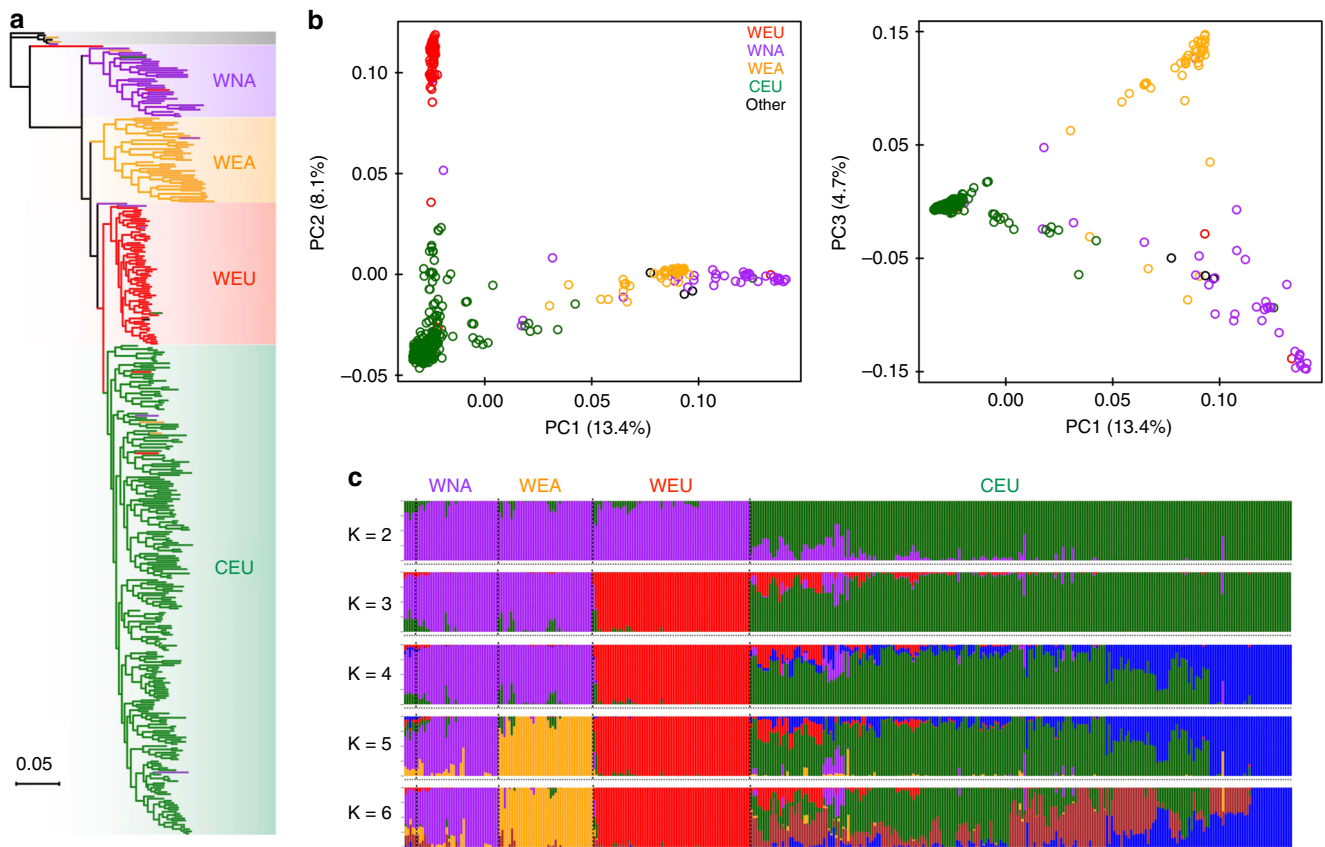 a
WNA
WEA
WEU
CEU
0.05
b
WEU
WNA
WEA
CEU
Other
0.10
0.05
0.00
−0.05
PC2 (8.1%)
0.00
0.05
0.10
PC1 (13.4%)
0.15
0.05
−0.05
−0.15
PC3 (4.7%)
0.00
0.05
0.10
PC1 (13.4%)
c
WNA WEA WEU CEU
K = 2
K = 3
K = 4
K = 5
K = 6